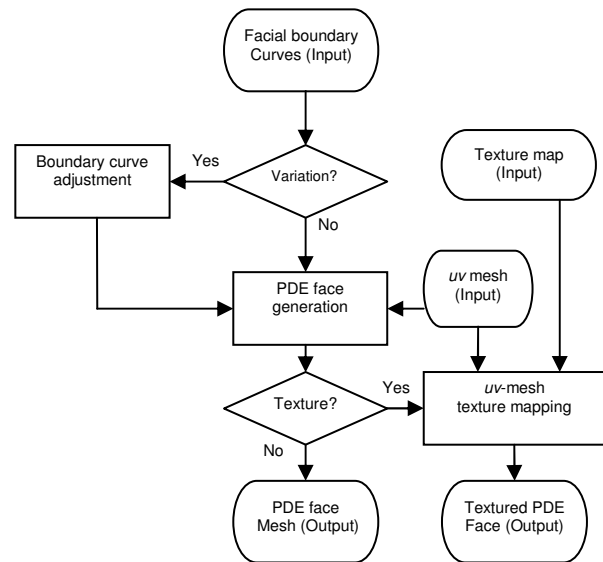 Facial boundary
Curves (Input)
Yes
Boundary curve
adjustment
Variation?
Texture map
(Input)
No
PDE face
generation
uv mesh
(Input)
Yes
Texture?
uv-mesh
texture mapping
No
PDE face
Mesh (Output)
Textured PDE
Face (Output)